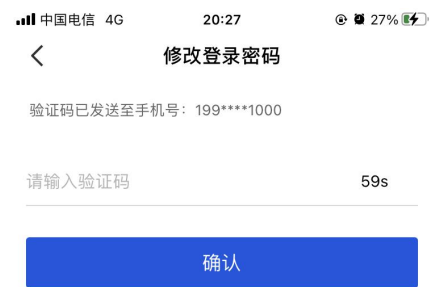 中国电信 4G 20:27 27%
修改登录密码
验证码已发送至手机号：199****1000
请输入验证码 59s
确认